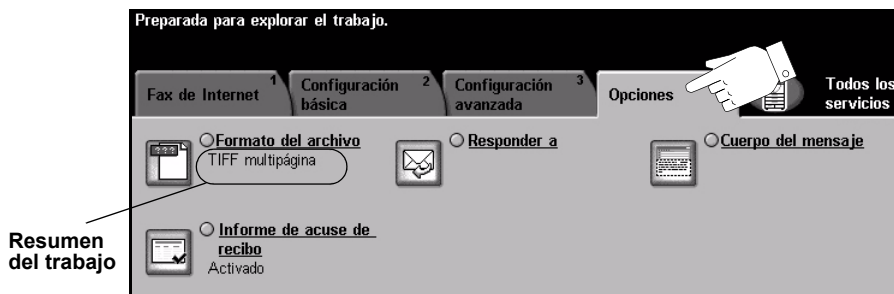 Preparada para explorar el trabajo.
Fax de Internet 1
Configuración 2
básica
Configuración 3
avanzada
Opciones
Todos los
servicios
Formato del archivo
TIFF multipágina
Responder a
Cuerpo del mensaje
Resumen
del trabajo
Informe de acuse de
recibo
Activado